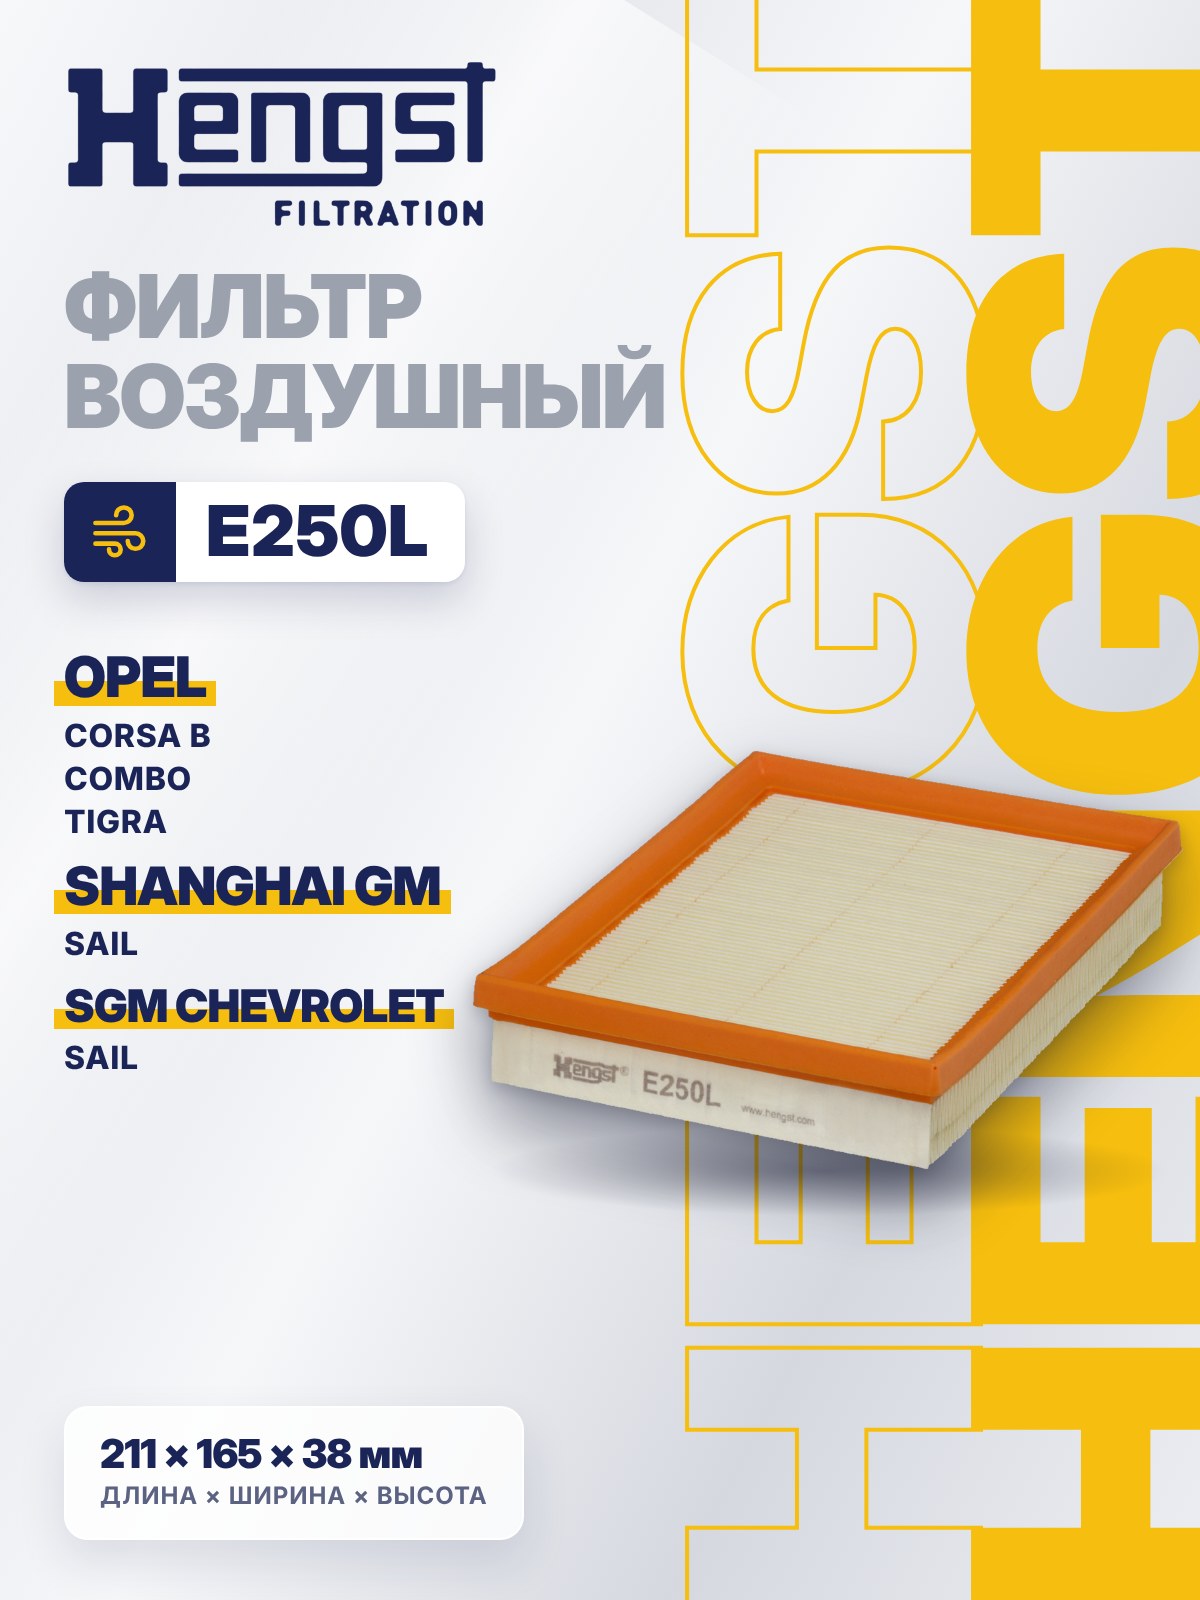 Hengst
FILTRATION
ФИЛЬТР
ВОЗДУШНЫЙ
E250L
OPEL
CORSA B
COMBO
TIGRA
SHANGHAI GM
SAIL
SGM CHEVROLET
SAIL
Hengst® E250L www.hengst.com
211 × 165 × 38 мм
ДЛИНА × ШИРИНА × ВЫСОТА
HENGST
HENGST